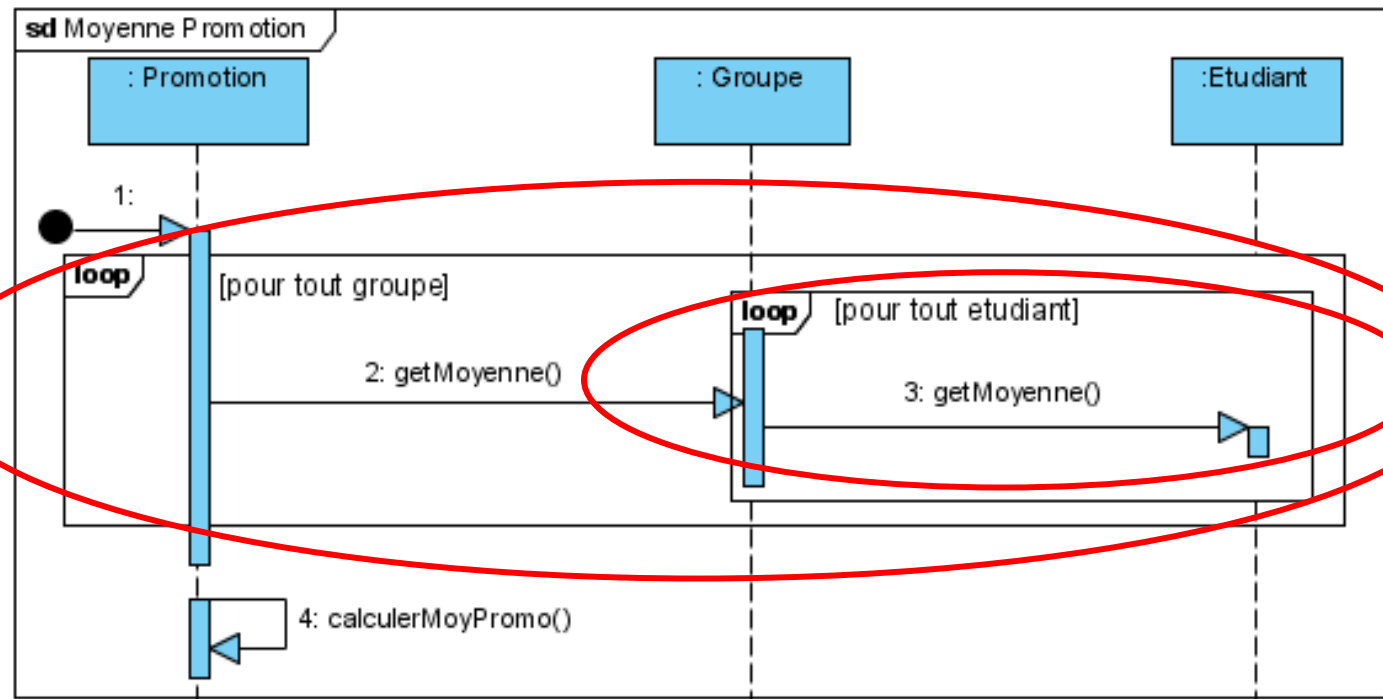 sd Moyenne Promotion
: Promotion
: Groupe
:Etudiant
1:
loop
[pour tout groupe]
loop
[pour tout etudiant]
2: getMoyenne()
3: getMoyenne()
4: calculerMoyPromo()